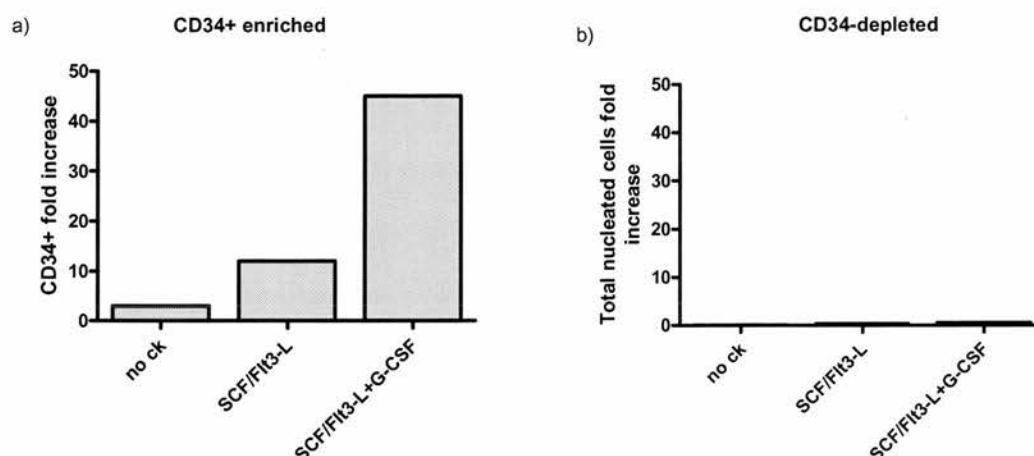 a)
CD34+ enriched
CD34+ fold increase
50
40
30
20
10
0
no ck
SCF/Flt3-L
SCF/Flt3-L+G-CSF
b)
CD34-depleted
Total nucleated cells fold
increase
50
40
30
20
10
0
no ck
SCF/Flt3-L
SCF/Flt3-L+G-CSF